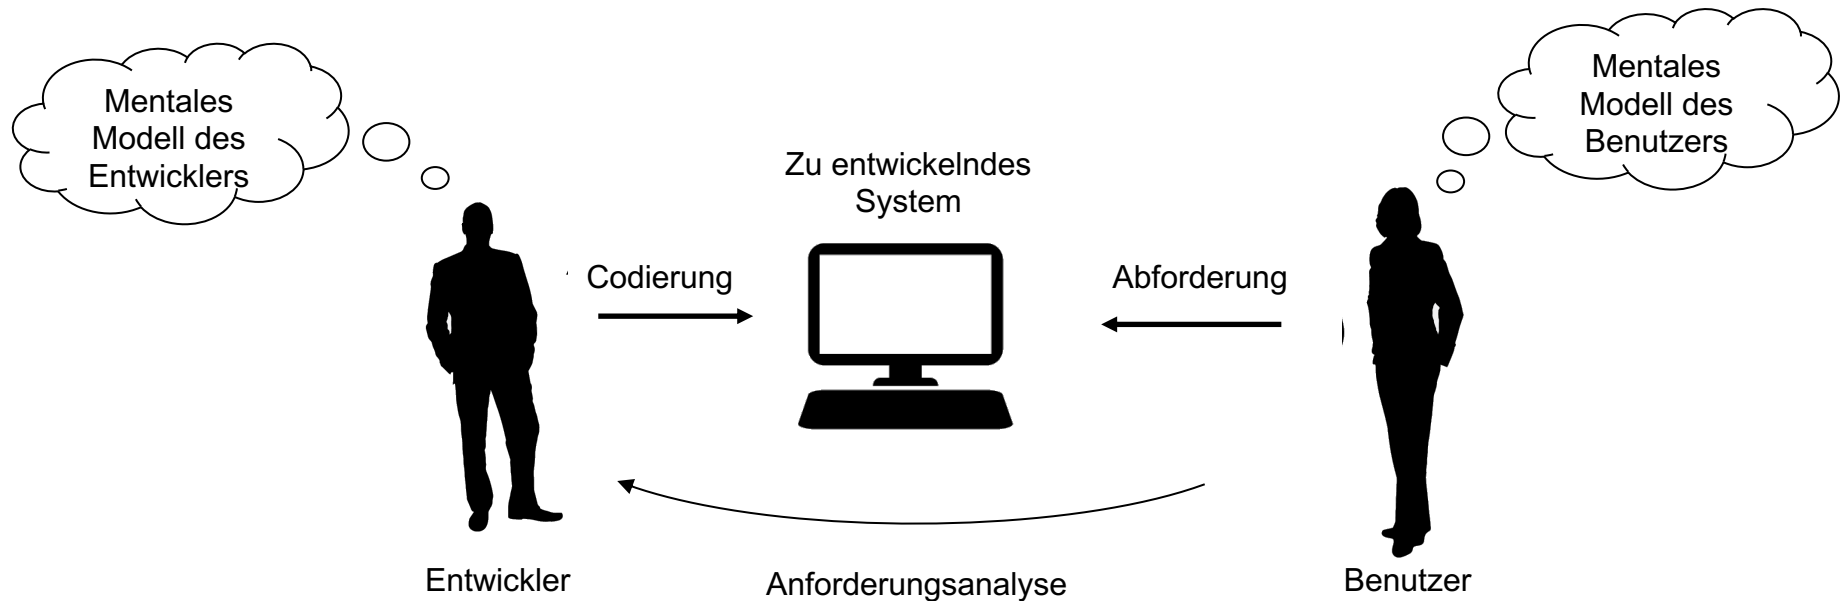 Mentales
Modell des
Entwicklers
Mentales
Modell des
Benutzers
Zu entwickelndes
System
Codierung
Abforderung
Entwickler
Anforderungsanalyse
Benutzer